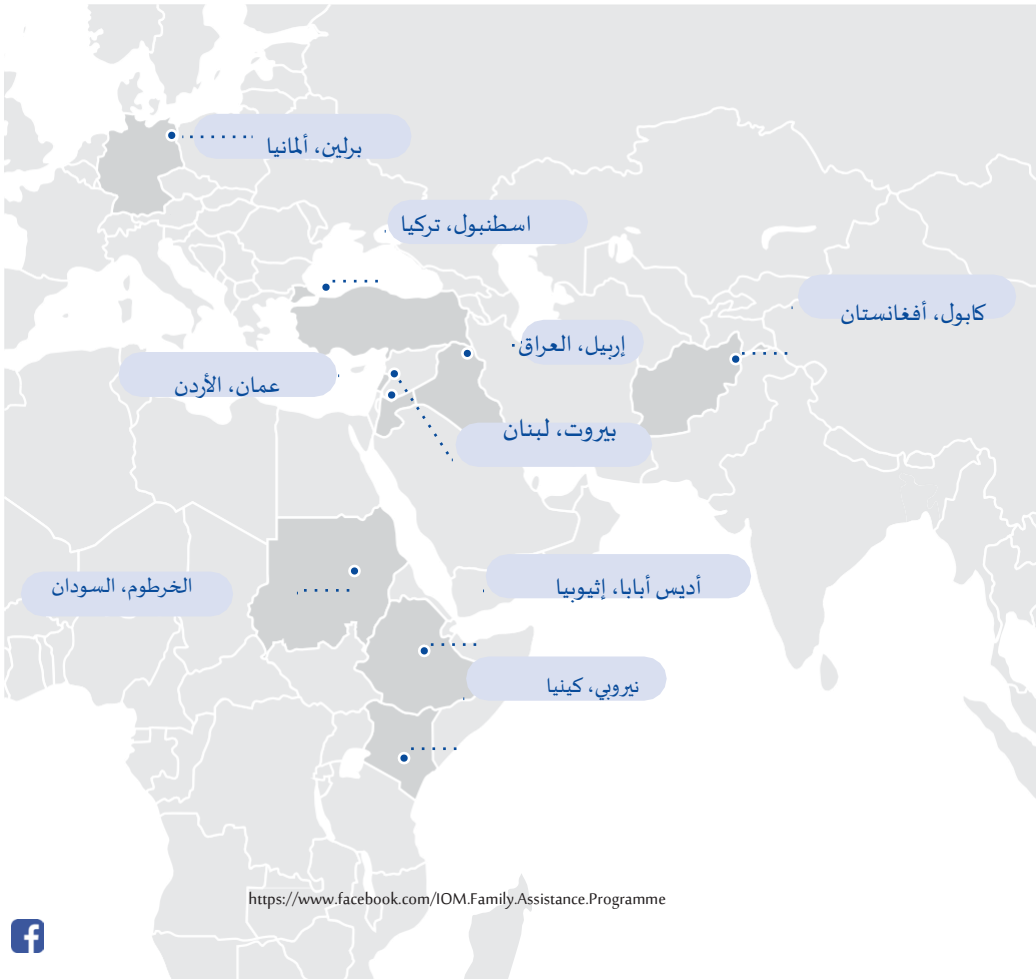 برلين، ألمانيا
اسطنبول، تركيا
كابول، أفغانستان
إربيل، العراق
عمان، الأردن
بيروت، لبنان
أديس أبابا، إثيوبيا
الخرطوم، السودان
نيروبي، كينيا
https://www.facebook.com/IOM.Family.Assistance.Programme